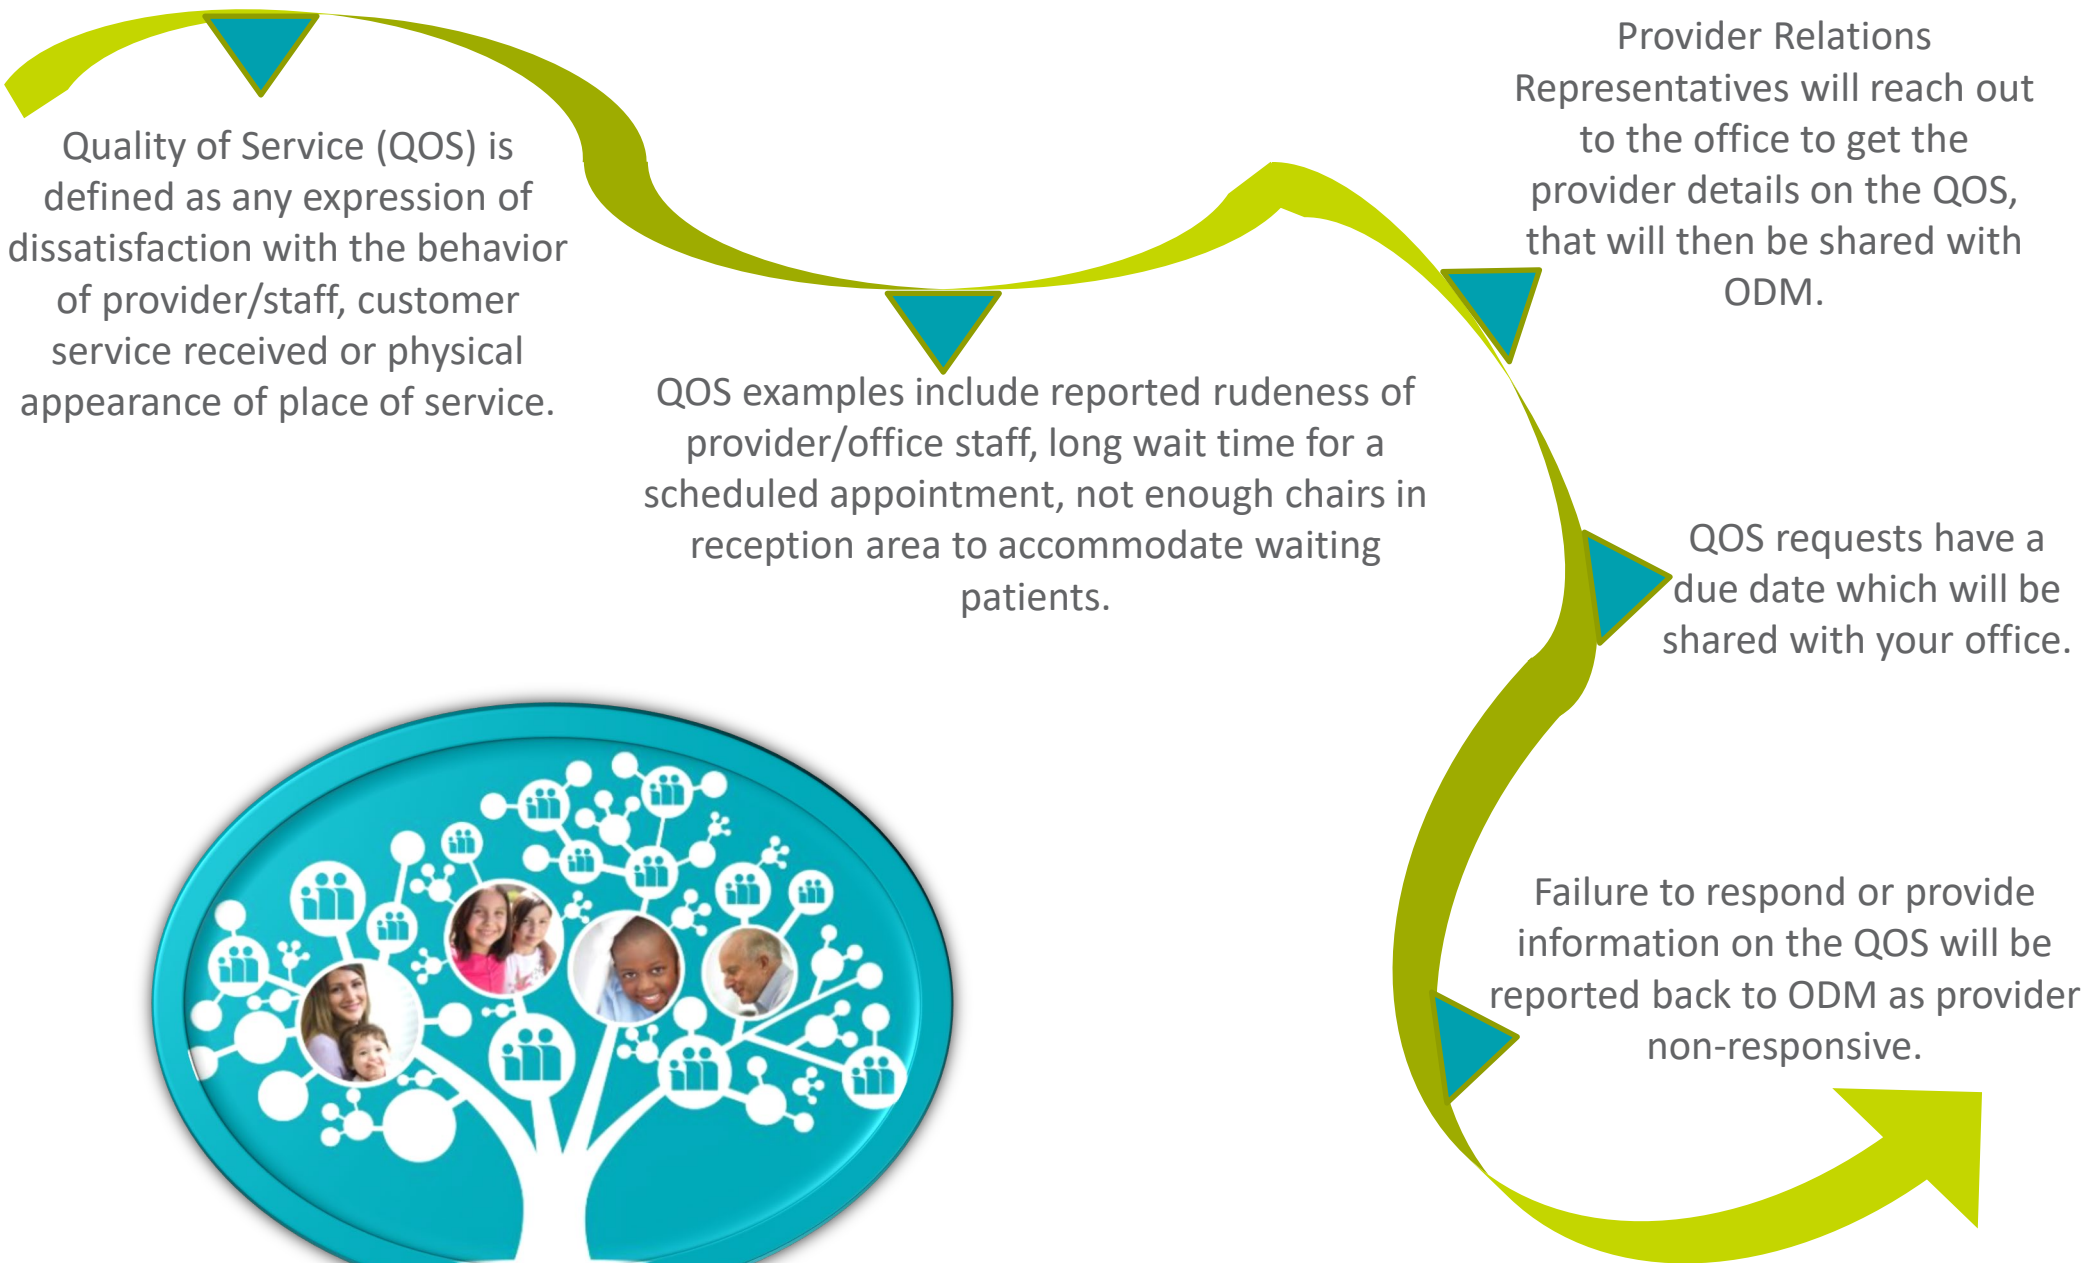 Quality of Service (QOS) is
defined as any expression of
dissatisfaction with the behavior
of provider/staff, customer
service received or physical
appearance of place of service.
QOS examples include reported rudeness of
provider/office staff, long wait time for a
scheduled appointment, not enough chairs in
reception area to accommodate waiting
patients.
Provider Relations
Representatives will reach out
to the office to get the
provider details on the QOS,
that will then be shared with
ODM.
QOS requests have a
due date which will be
shared with your office.
Failure to respond or provide
information on the QOS will be
reported back to ODM as provider
non-responsive.